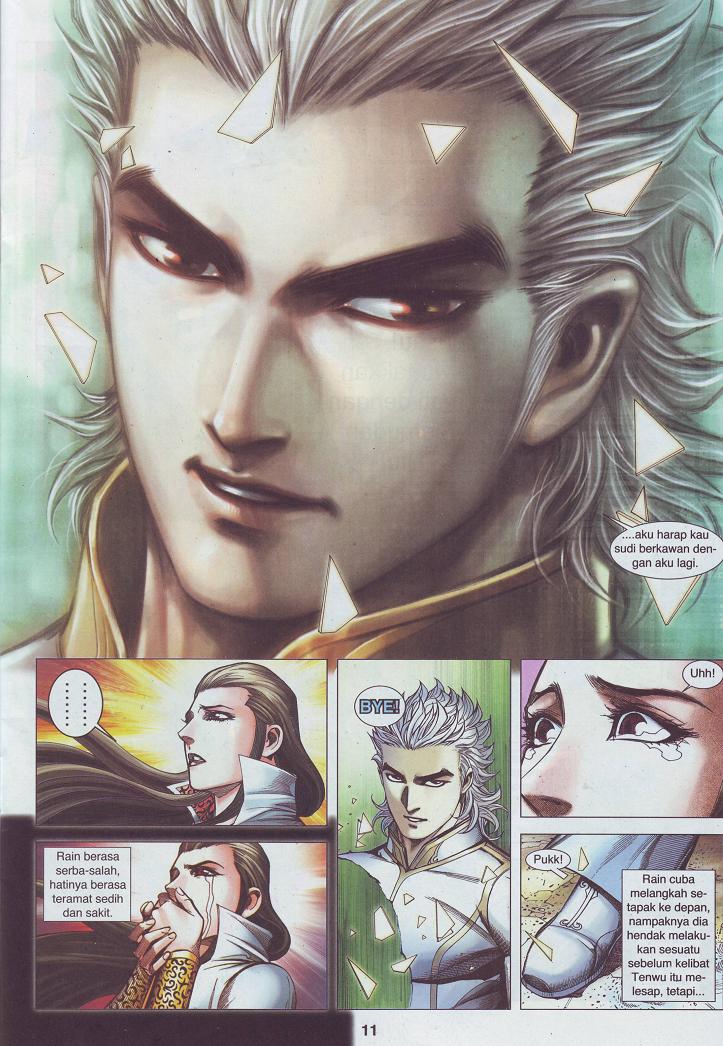 ....aku harap kau
sudi berkawan den-
gan aku lagi.
BYE!
Uhh!
Rain berasa
serba-salah,
hatinya berasa
teramat sedih
dan sakit.
Pukk!
Rain cuba
melangkah se-
tapak ke depan,
nampaknya dia
hendak melaku-
kan sesuatu
sebelum kelibat
Tenwu itu me-
lesap, tetapi...
11